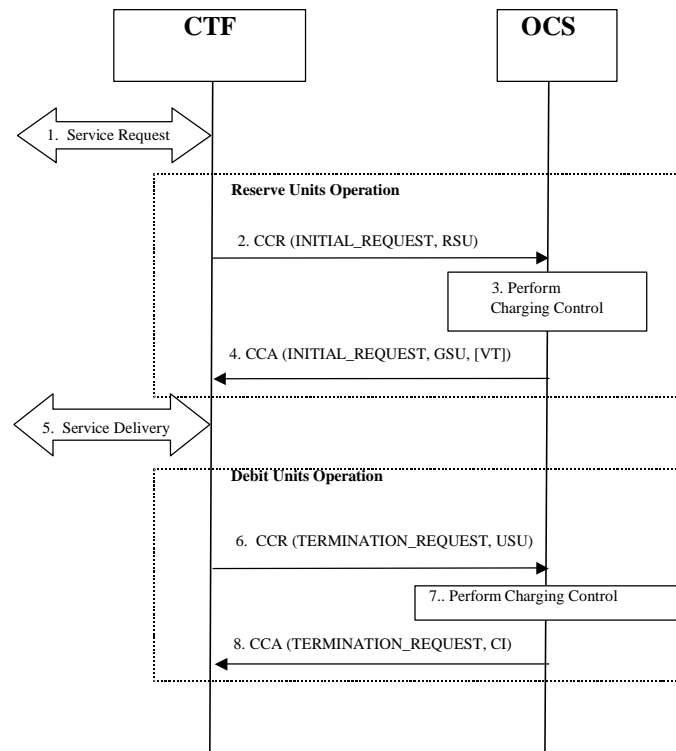 CTF
OCS
1. Service Request
Reserve Units Operation
2. CCR (INITIAL_REQUEST, RSU)
3. Perform
Charging Control
4. CCA (INITIAL_REQUEST, GSU, [VT])
5. Service Delivery
Debit Units Operation
6. CCR (TERMINATION_REQUEST, USU)
7.. Perform Charging Control
8. CCA (TERMINATION_REQUEST, CI)